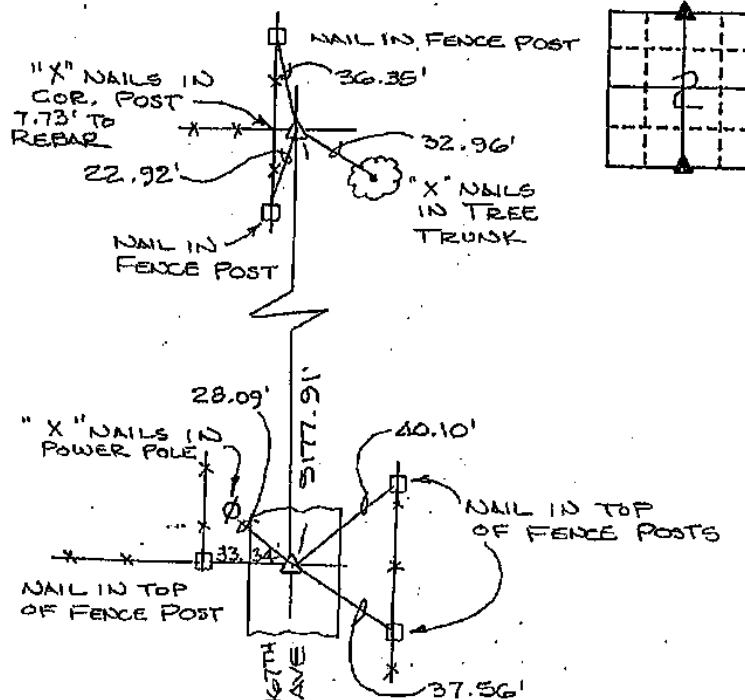 NAIL IN FENCE POST
"X" NAILS IN
COR. POST
7.73' TO
REBAR
36.35'
22.92'
32.96'
"X" NAILS
IN TREE
TRUNK
NAIL IN
FENCE POST
2
28.09'
5177.91'
40.10'
"X" NAILS IN
POWER POLE
NAIL IN TOP
OF FENCE POSTS
33.34'
NAIL IN TOP
OF FENCE POST
67TH
AVE
37.56'